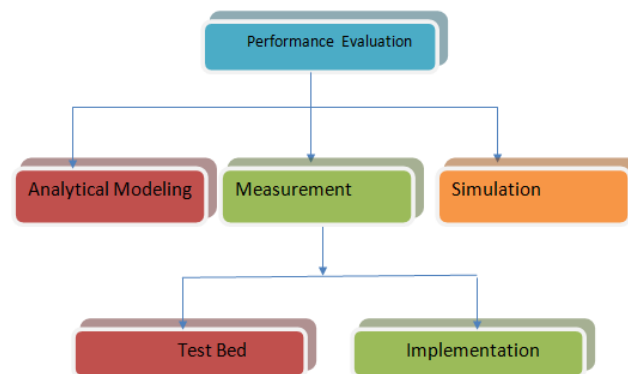 Performance Evaluation
Analytical Modeling
Measurement
Simulation
Test Bed
Implementation